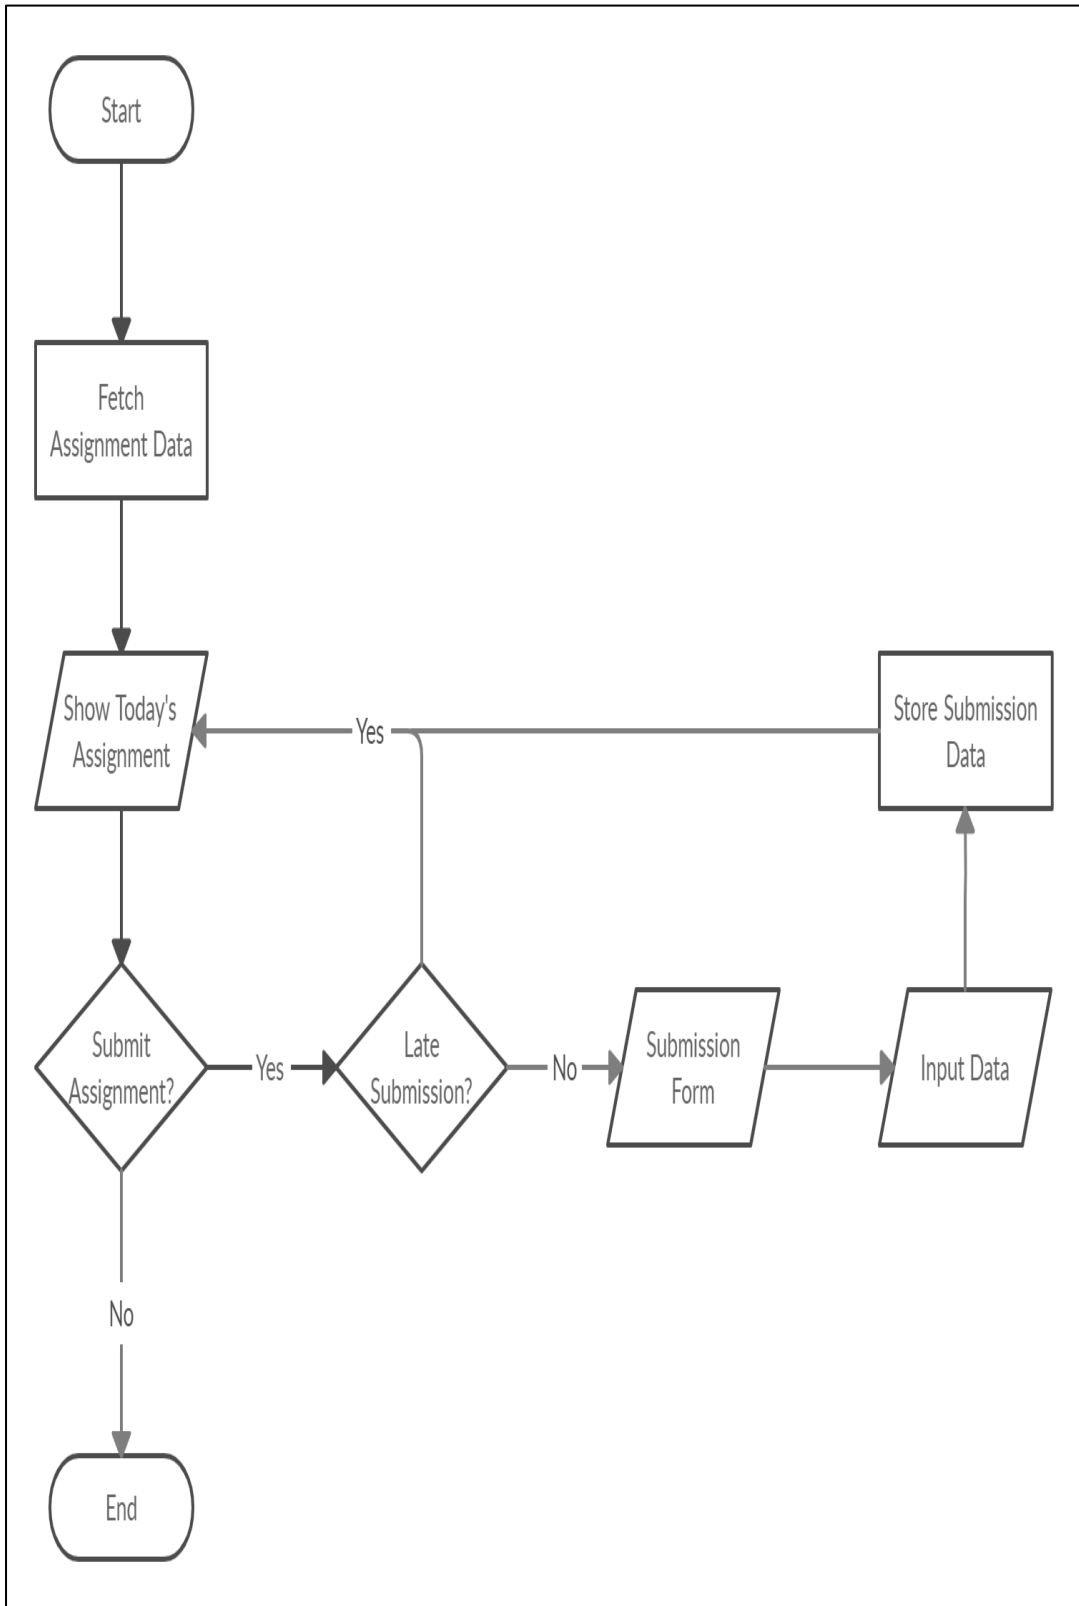 Start
Fetch
Assignment Data
Show Today's
Assignment
Yes
Store Submission
Data
Submit
Assignment?
Yes
Late
Submission?
No
Submission
Form
Input Data
No
End